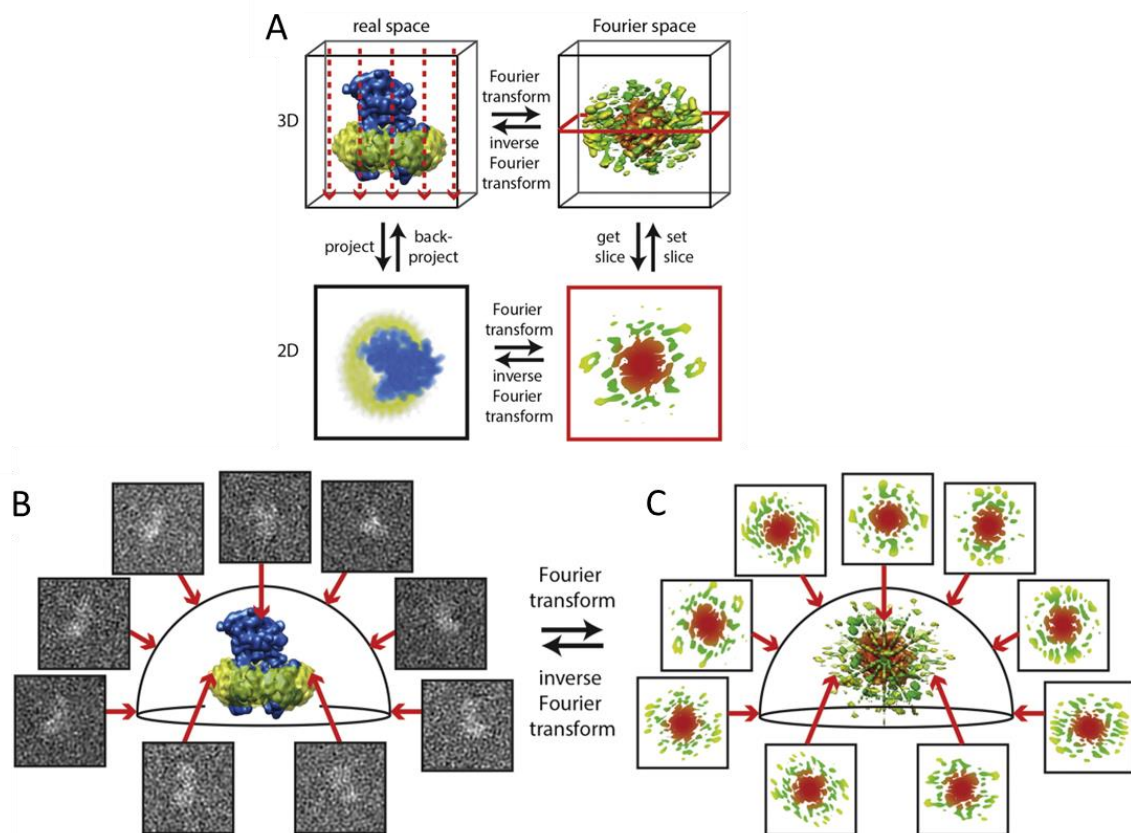 A
real space
Fourier space
3D
Fourier
transform
inverse
Fourier
transform
project
back-
project
get
slice
set
slice
2D
Fourier
transform
inverse
Fourier
transform
B
C
Fourier
transform
inverse
Fourier
transform